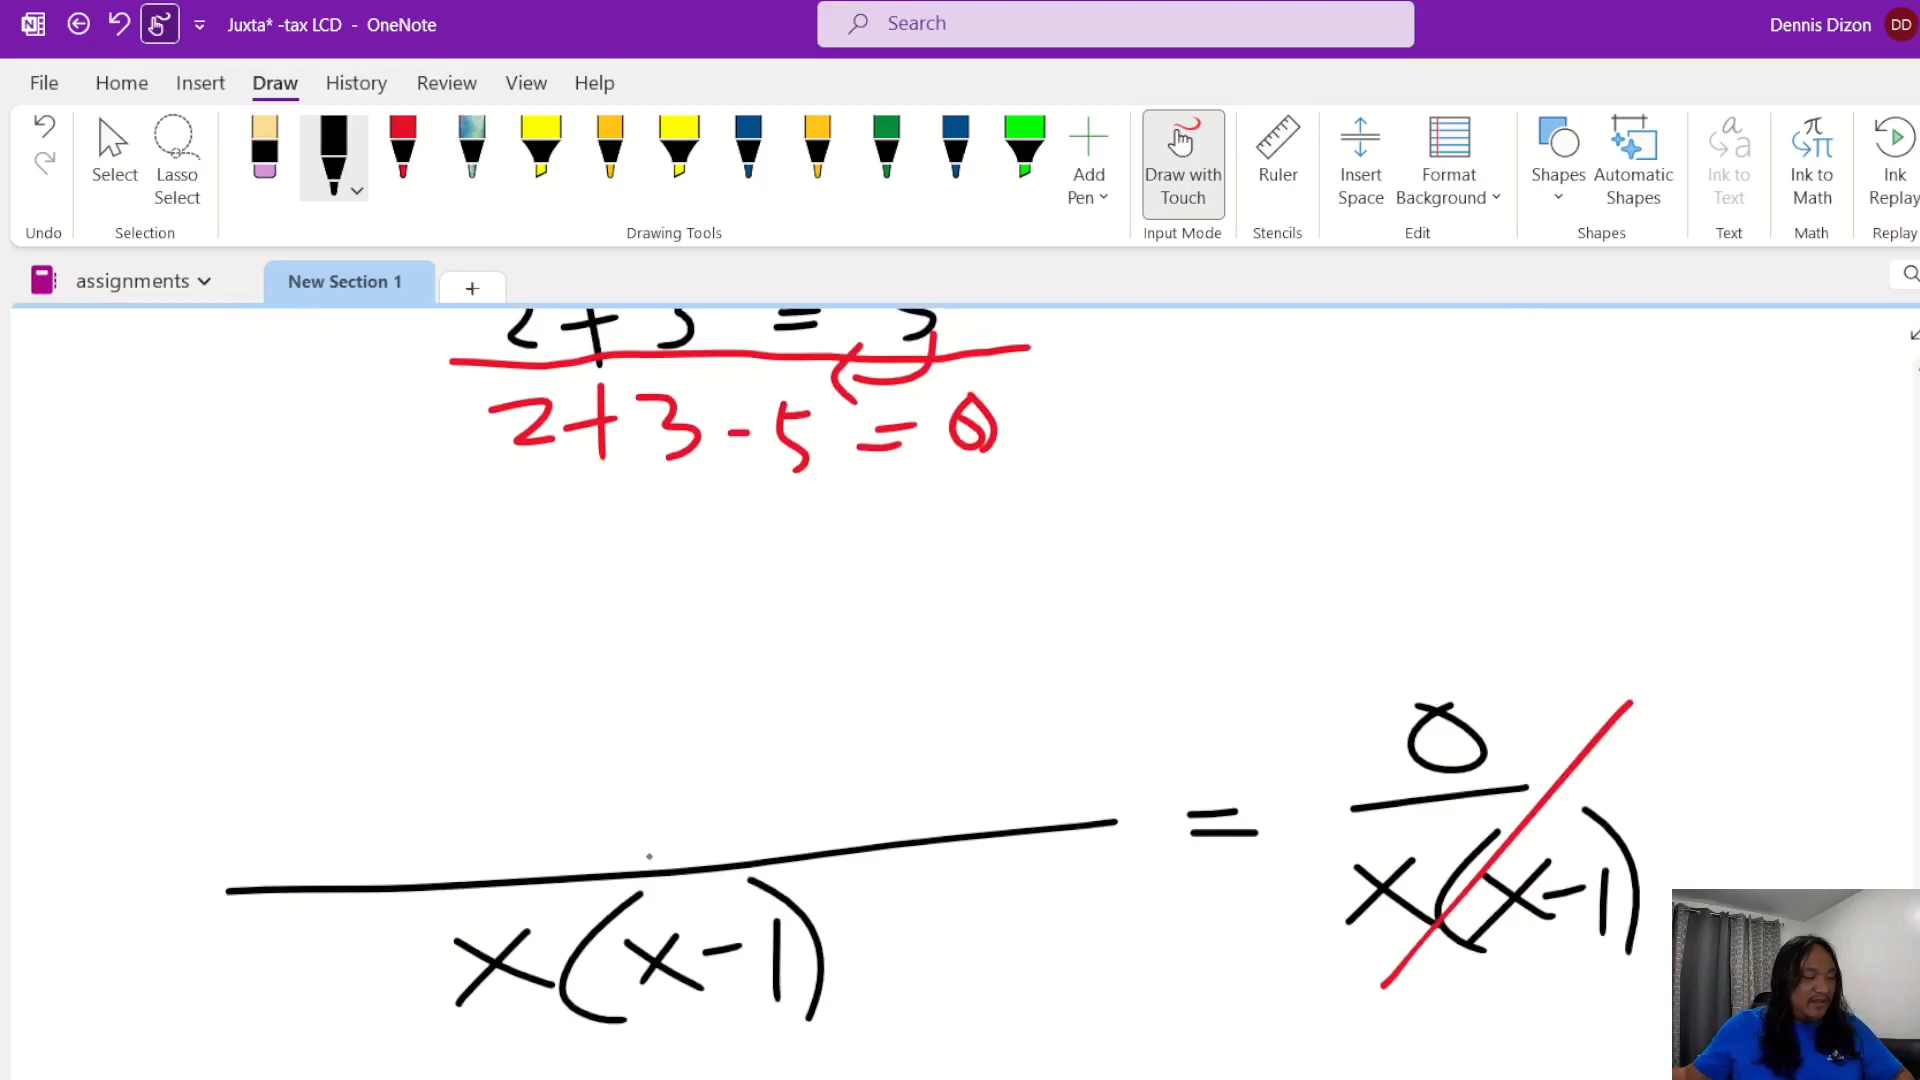 Juxta* -tax LCD - OneNote
Search
Dennis Dizon DD
File Home Insert Draw History Review View Help
Select
Lasso Select
Add Pen
Draw with Touch
Ruler
Insert Space
Format Background
Shapes
Automatic Shapes
Ink to Text
Ink to Math
Ink Replay
Undo Selection Drawing Tools Input Mode Stencils Edit Shapes Text Math Replay
assignments New Section 1 +
2 + 3 = 5
2 + 3 - 5 = 0
0
=
x(x-1) x(x-1)